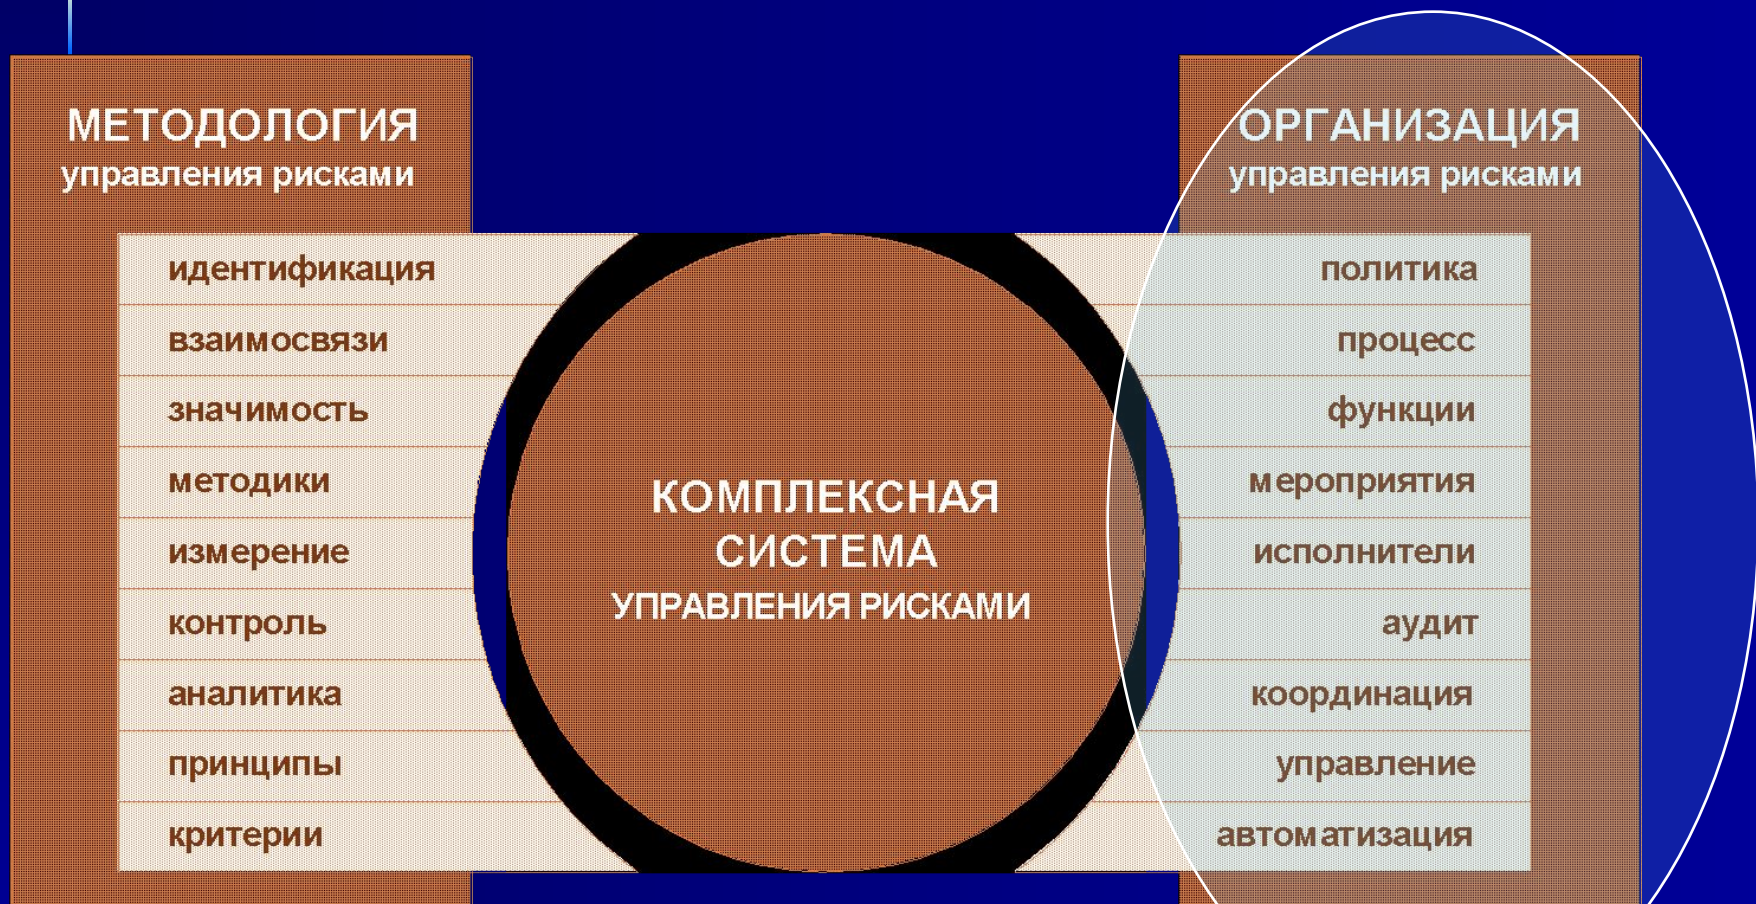 МЕТОДОЛОГИЯ
управления рисками
идентификация
взаимосвязи
значимость
методики
измерение
контроль
аналитика
принципы
критерии
КОМПЛЕКСНАЯ
СИСТЕМА
УПРАВЛЕНИЯ РИСКАМИ
ОРГАНИЗАЦИЯ
управления рисками
политика
процесс
функции
мероприятия
исполнители
аудит
координация
управление
автоматизация